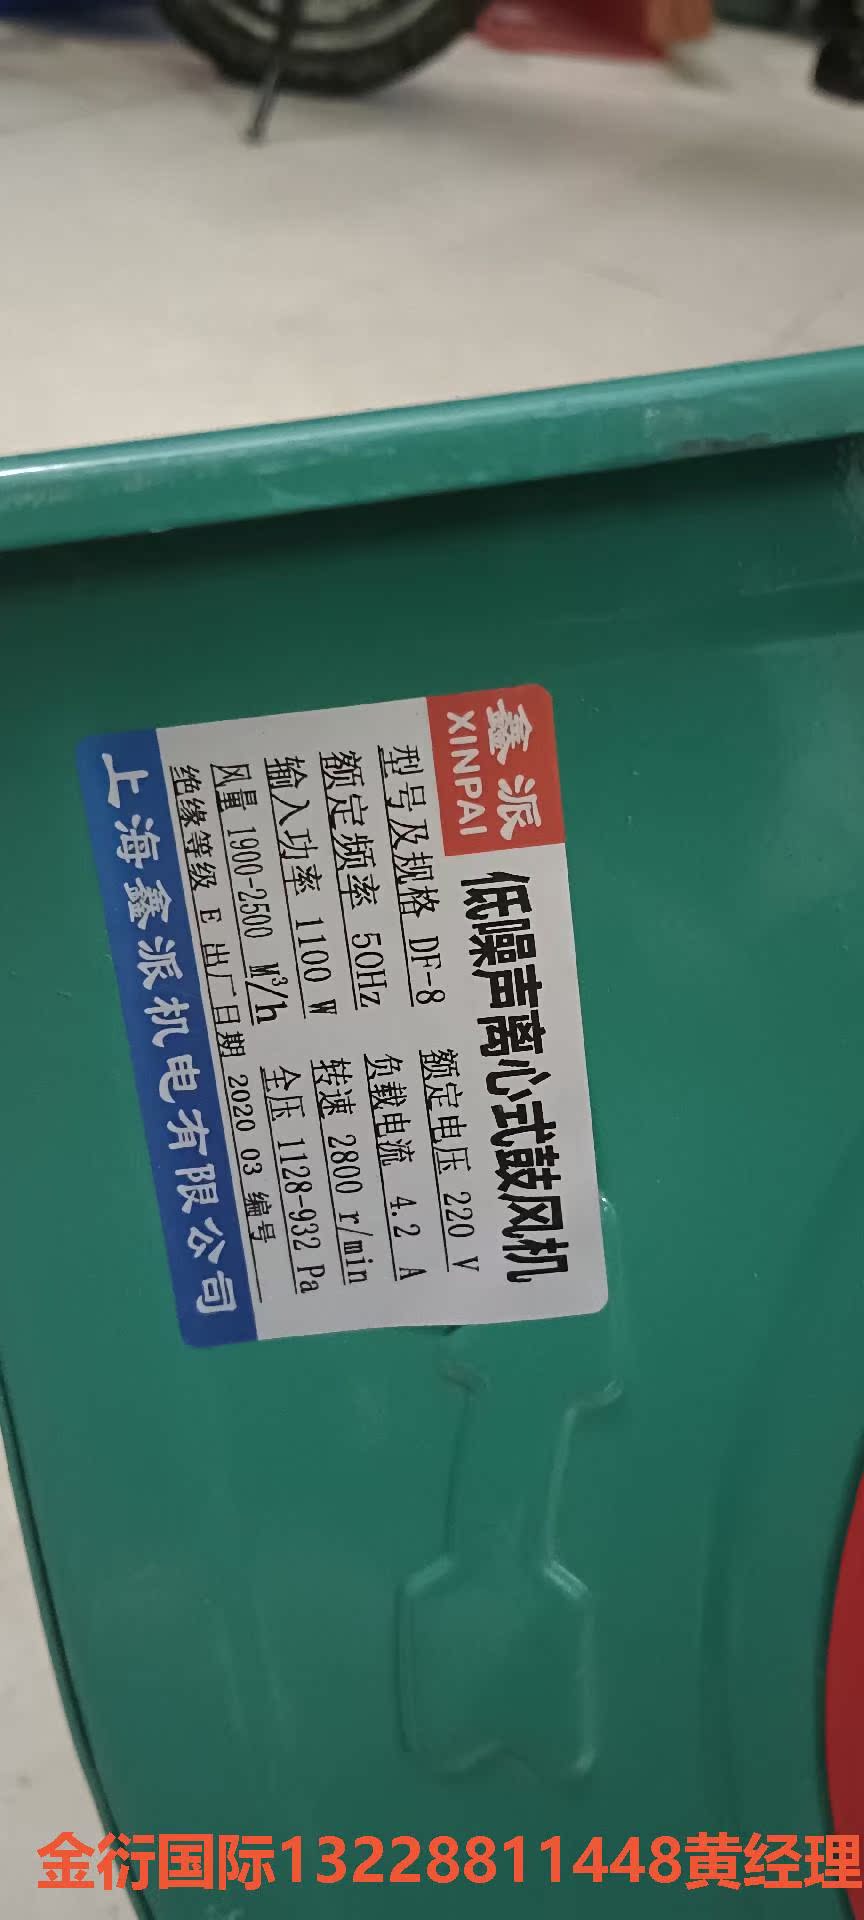 鑫派
XINPAI
低噪声离心式鼓风机
型号及规格 DF-8 额定电压 220 V
额定频率 50Hz 负载电流 4.2 A
输入功率 1100 W 转速 2800 r/min
风量 1900-2500 M³/h 全压 1128-932 Pa
绝缘等级 E 出厂日期 2020 03 编号
上海鑫派机电有限公司
金衍国际13228811448黄经理